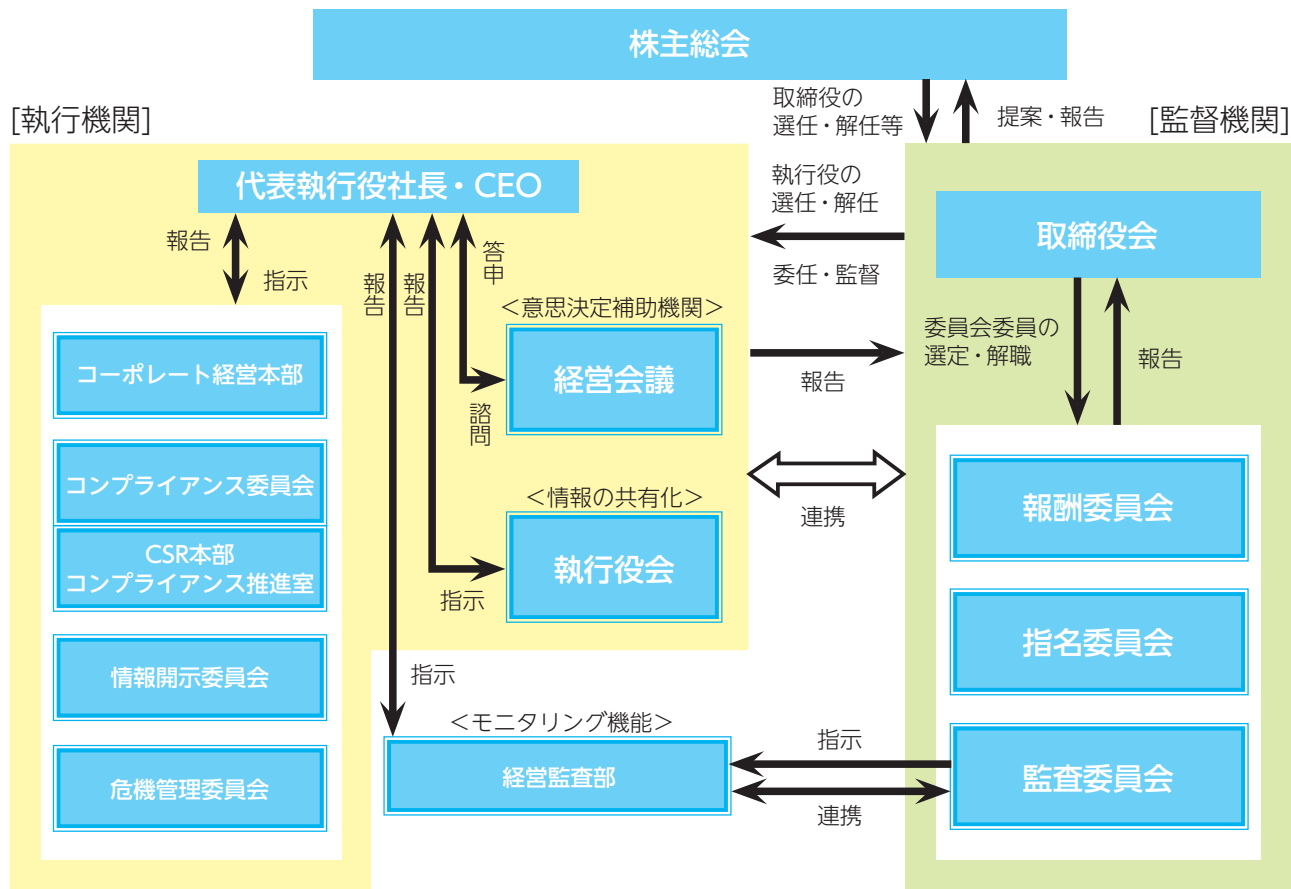 株主総会
取締役の
選任・解任等
提案・報告
[執行機関]
[監督機関]
代表執行役社長・CEO
執行役の
選任・解任
委任・監督
取締役会
報告
指示
報告
報告
答申
<意思決定補助機関>
経営会議
諮問
報告
委員会委員の
選定・解職
報告
コーポレート経営本部
コンプライアンス委員会
CSR本部
コンプライアンス推進室
情報開示委員会
危機管理委員会
<情報の共有化>
執行役会
指示
連携
報酬委員会
指名委員会
監査委員会
指示
<モニタリング機能>
経営監査部
指示
連携